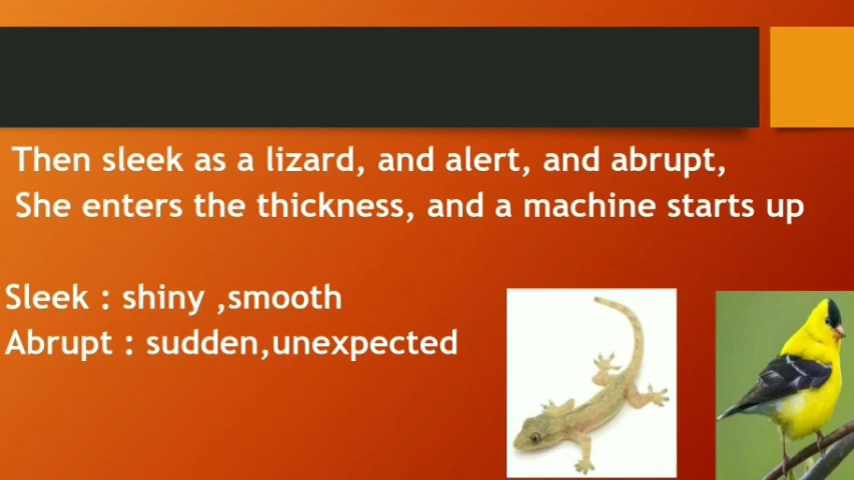 Then sleek as a lizard, and alert, and abrupt,
She enters the thickness, and a machine starts up
Sleek : shiny ,smooth
Abrupt : sudden,unexpected